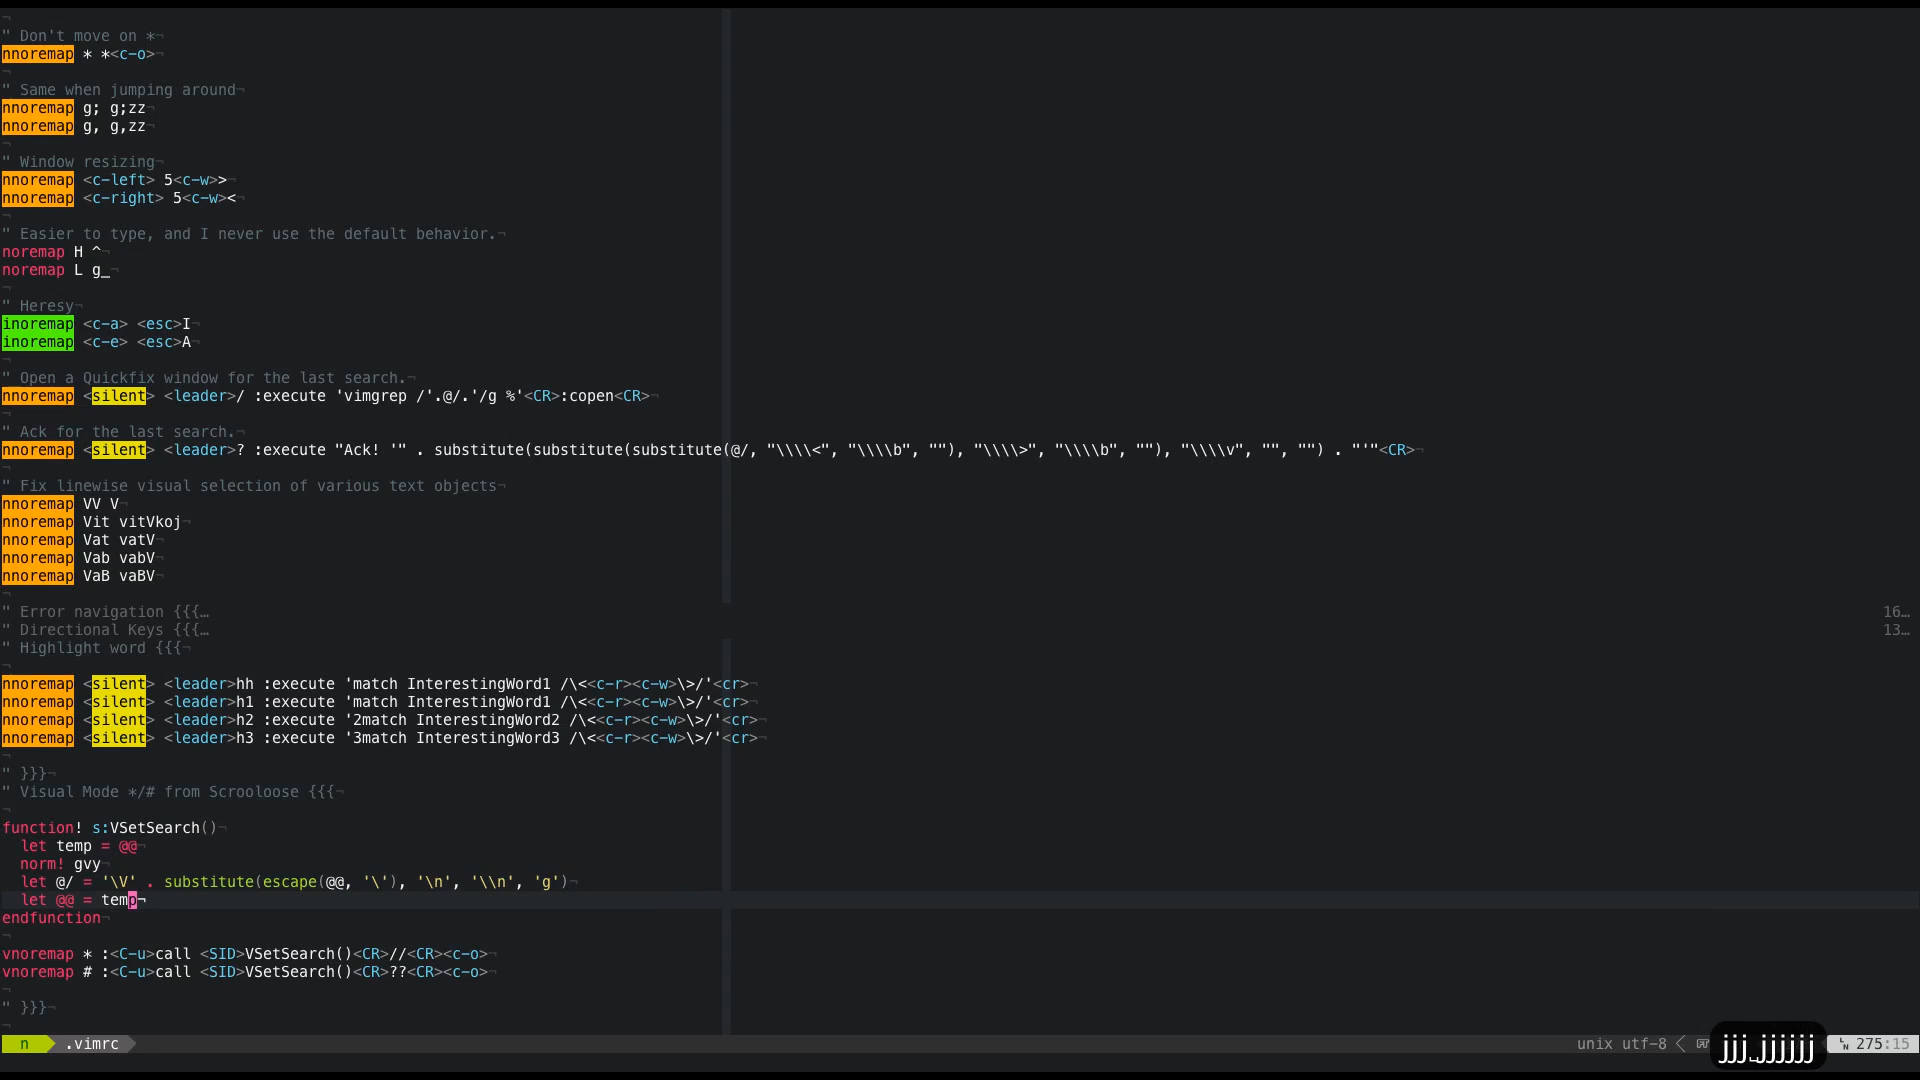 " Don't move on *¬
nnoremap * *<c-o>¬
¬
" Same when jumping around¬
nnoremap g; g;zz¬
nnoremap g, g,zz¬
¬
" Window resizing¬
nnoremap <c-left> 5<c-w>>¬
nnoremap <c-right> 5<c-w><¬
¬
" Easier to type, and I never use the default behavior.¬
noremap H ^¬
noremap L g_¬
¬
" Heresy¬
inoremap <c-a> <esc>I¬
inoremap <c-e> <esc>A¬
¬
" Open a Quickfix window for the last search.¬
nnoremap <silent> <leader>/ :execute 'vimgrep /'.@/.'/g %'<CR>:copen<CR>¬
¬
" Ack for the last search.¬
nnoremap <silent> <leader>? :execute "Ack! '" . substitute(substitute(substitute(@/, "\\\\<", "\\\\b", ""), "\\\\>", "\\\\b", ""), "\\\\v", "", "") . "'"<CR>¬
¬
" Fix linewise visual selection of various text objects¬
nnoremap VV V¬
nnoremap Vit vitVkoj¬
nnoremap Vat vatV¬
nnoremap Vab vabV¬
nnoremap VaB vaBV¬
¬
" Error navigation {{{… 16…
" Directional Keys {{{… 13…
" Highlight word {{{¬
¬
nnoremap <silent> <leader>hh :execute 'match InterestingWord1 /\<<c-r><c-w>\>/'<cr>¬
nnoremap <silent> <leader>h1 :execute 'match InterestingWord1 /\<<c-r><c-w>\>/'<cr>¬
nnoremap <silent> <leader>h2 :execute '2match InterestingWord2 /\<<c-r><c-w>\>/'<cr>¬
nnoremap <silent> <leader>h3 :execute '3match InterestingWord3 /\<<c-r><c-w>\>/'<cr>¬
¬
" }}}¬
" Visual Mode */# from Scrooloose {{{¬
¬
function! s:VSetSearch()¬
  let temp = @@¬
  norm! gvy¬
  let @/ = '\V' . substitute(escape(@@, '\'), '\n', '\\n', 'g')¬
  let @@ = temp¬
endfunction¬
¬
vnoremap * :<C-u>call <SID>VSetSearch()<CR>//<CR><c-o>¬
vnoremap # :<C-u>call <SID>VSetSearch()<CR>??<CR><c-o>¬
¬
" }}}¬
¬
n .vimrc unix utf-8 jjj␣jjjjjj 275:15